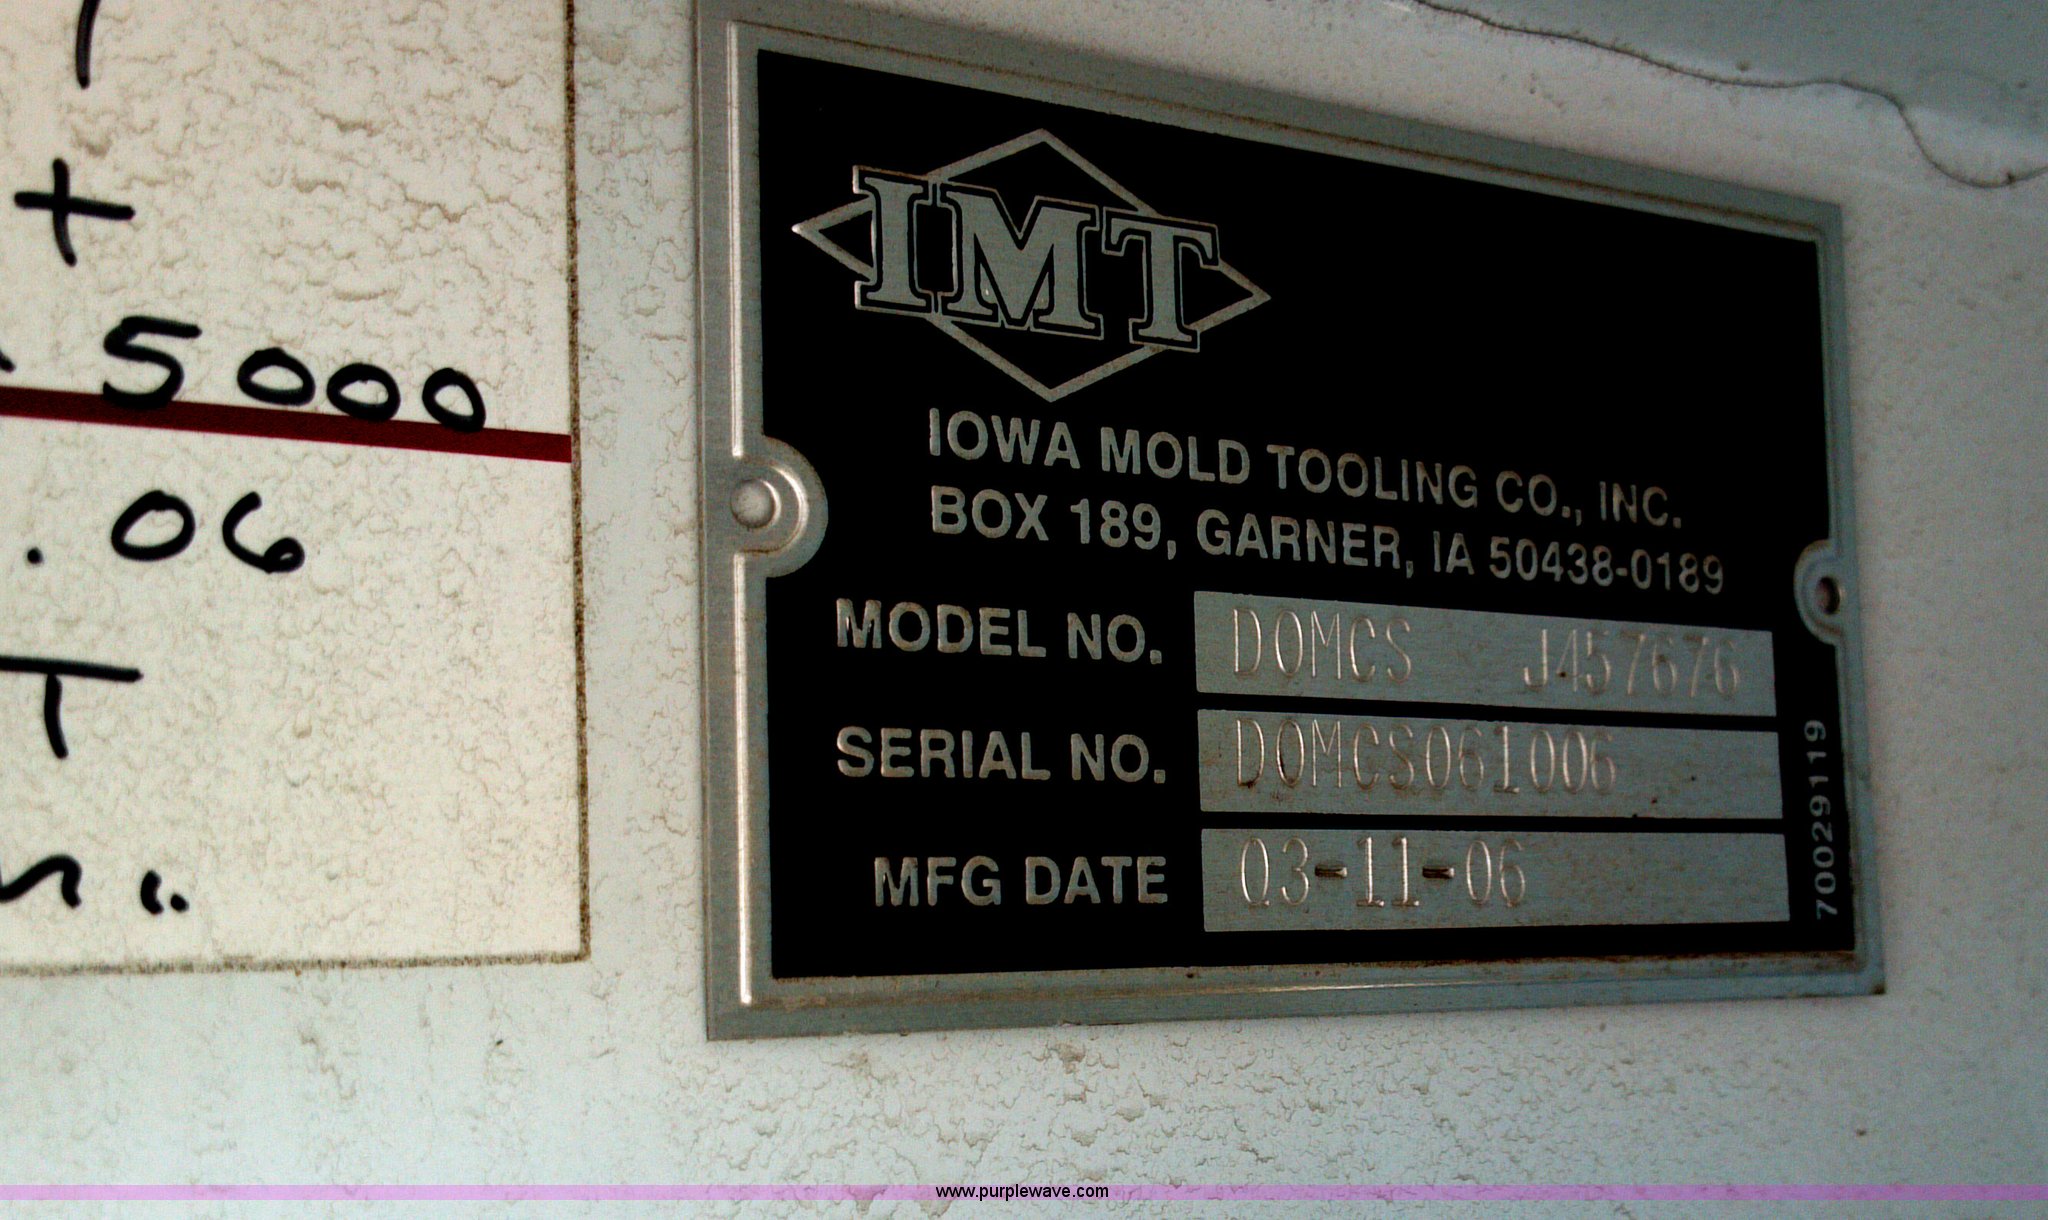 +
5000
. 06
T
IMT
IOWA MOLD TOOLING CO., INC.
BOX 189, GARNER, IA 50438-0189
MODEL NO. DOMCS J457676
SERIAL NO. DOMCS061006
MFG DATE 03-11-06
70029119
www.purplewave.com